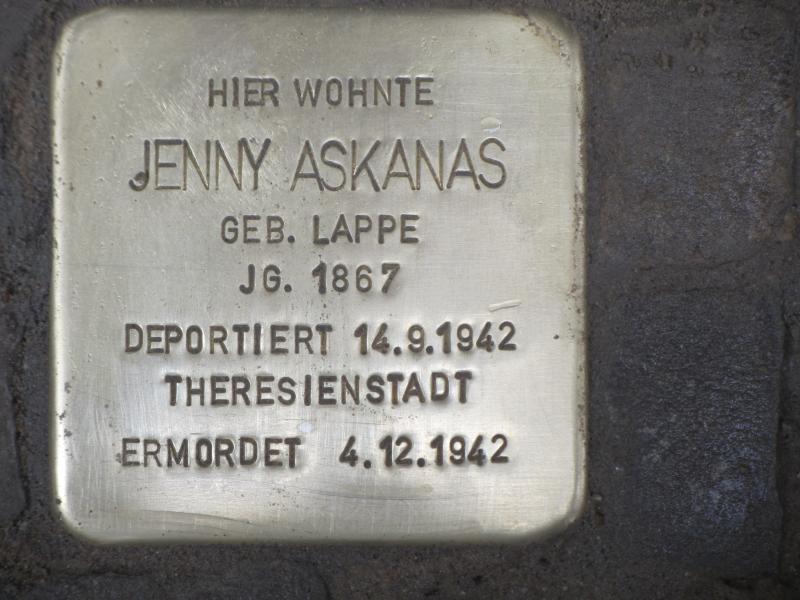 HIER WOHNTE
JENNY ASKANAS
GEB. LAPPE
JG. 1867
DEPORTIERT 14.9.1942
THERESIENSTADT
ERMORDET 4.12.1942